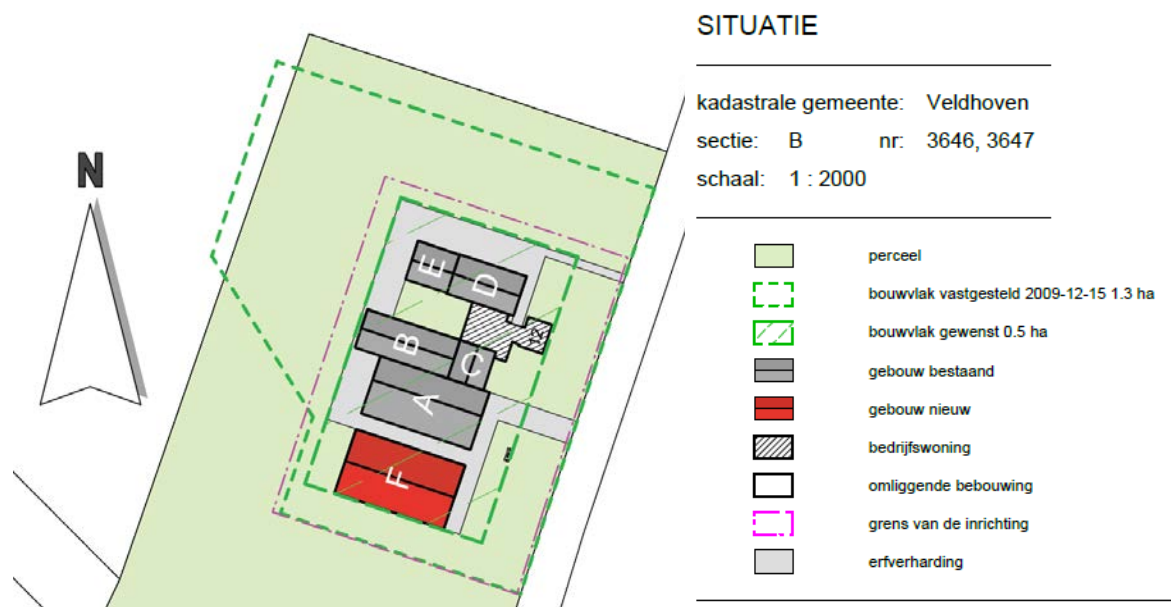 SITUATIE
kadastrale gemeente: Veldhoven
sectie: B nr: 3646, 3647
schaal: 1 : 2000
perceel
bouwvlak vastgesteld 2009-12-15 1.3 ha
bouwvlak gewenst 0.5 ha
gebouw bestaand
gebouw nieuw
bedrijfswoning
omliggende bebouwing
grens van de inrichting
erfverharding
N
E
D
B
C
A
F